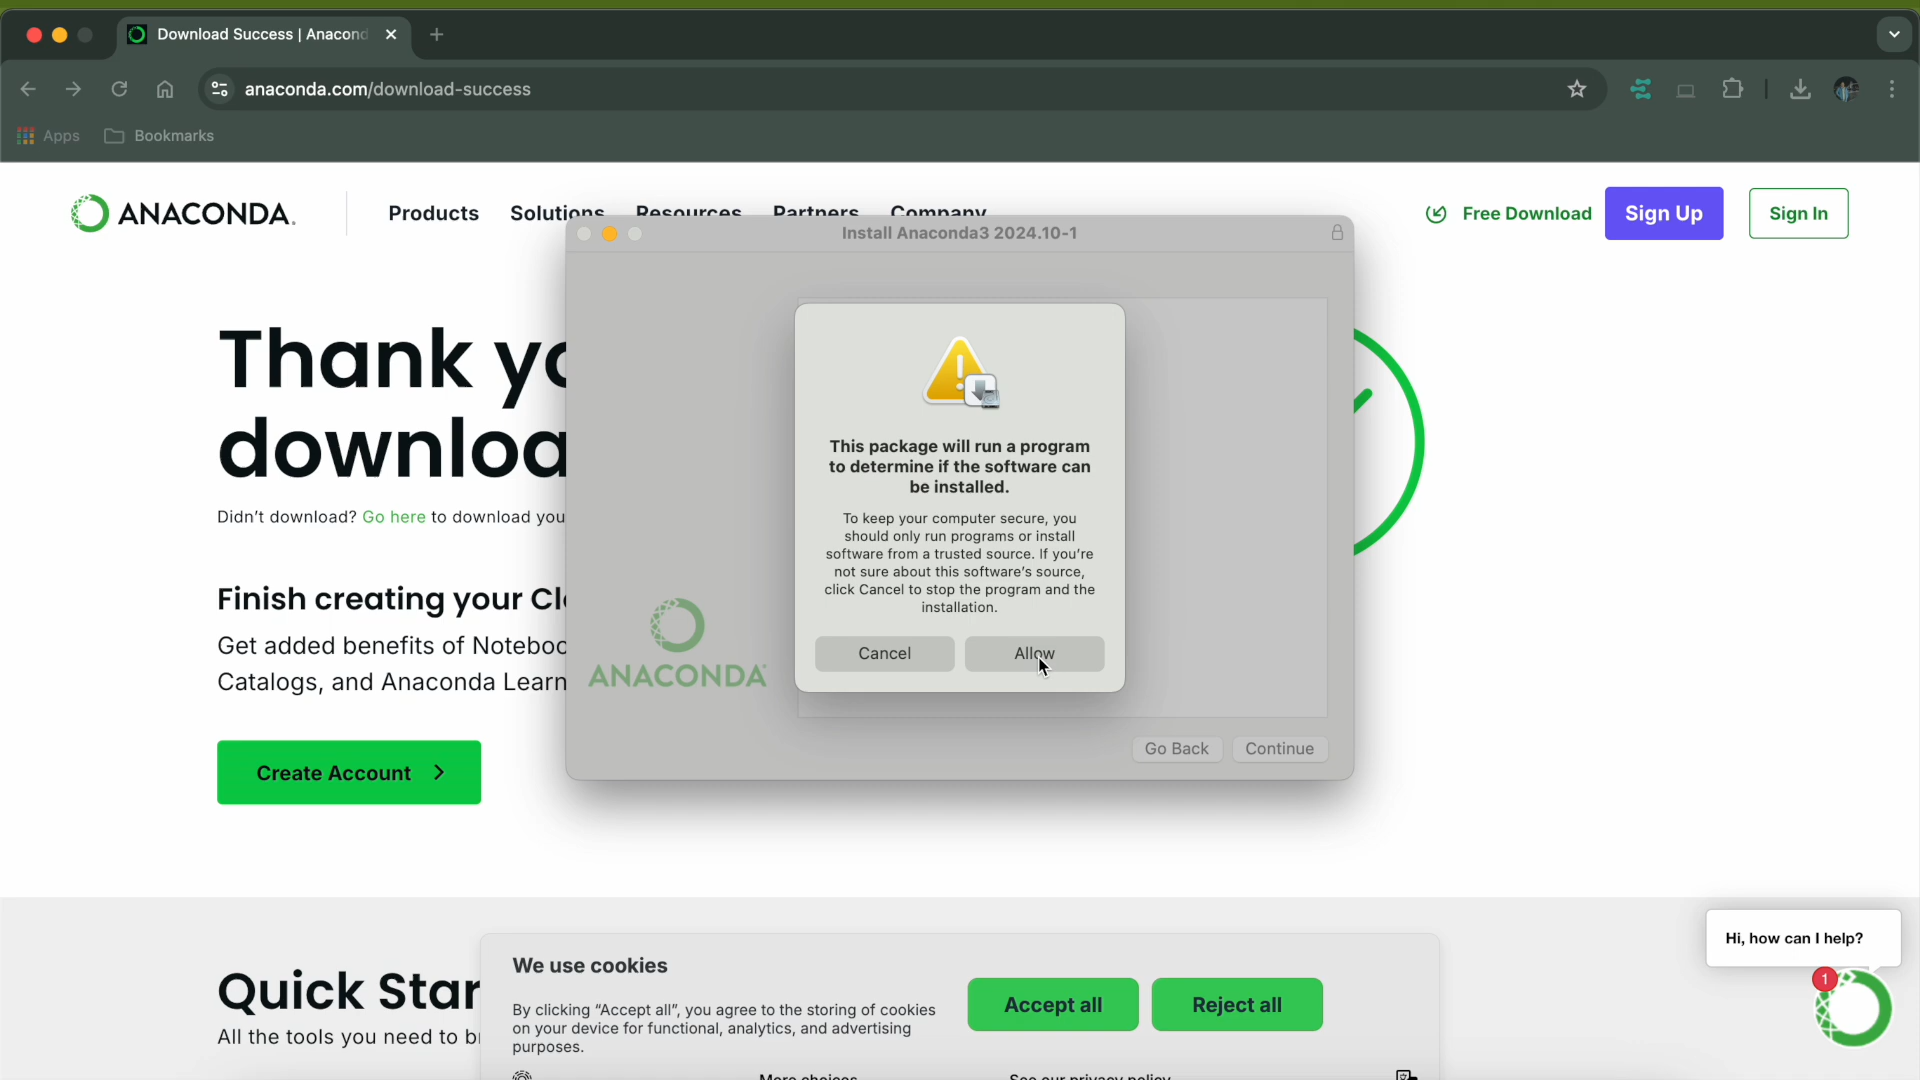 Download Success | Anacond
anaconda.com/download-success
Apps
Bookmarks
ANACONDA.
Products
Solutions
Resources
Partners
Company
Free Download
Sign Up
Sign In
Install Anaconda3 2024.10-1
Thank yo
downloa
Didn't download? Go here to download you
Finish creating your Cl
Get added benefits of Noteboo
Catalogs, and Anaconda Learn
Create Account
This package will run a program
to determine if the software can
be installed.
To keep your computer secure, you
should only run programs or install
software from a trusted source. If you're
not sure about this software's source,
click Cancel to stop the program and the
installation.
Cancel
Allow
ANACONDA
Go Back
Continue
Hi, how can I help?
1
Quick Star
All the tools you need to b
We use cookies
By clicking "Accept all", you agree to the storing of cookies
on your device for functional, analytics, and advertising
purposes.
Accept all
Reject all
More choices
See our privacy policy